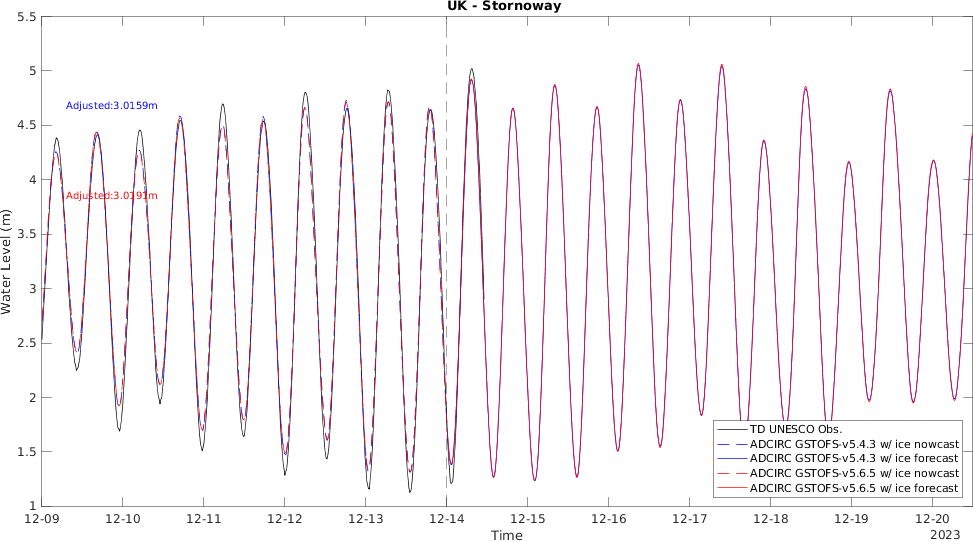 UK - Stornoway
5.5
5
4.5
4
3.5
3
2.5
2
1.5
1
Water Level (m)
Adjusted:3.0159m
Adjusted:3.0191m
TD UNESCO Obs.
ADCIRC GSTOFS-v5.4.3 w/ ice nowcast
ADCIRC GSTOFS-v5.4.3 w/ ice forecast
ADCIRC GSTOFS-v5.6.5 w/ ice nowcast
ADCIRC GSTOFS-v5.6.5 w/ ice forecast
12-09 12-10 12-11 12-12 12-13 12-14 12-15 12-16 12-17 12-18 12-19 12-20
Time
2023